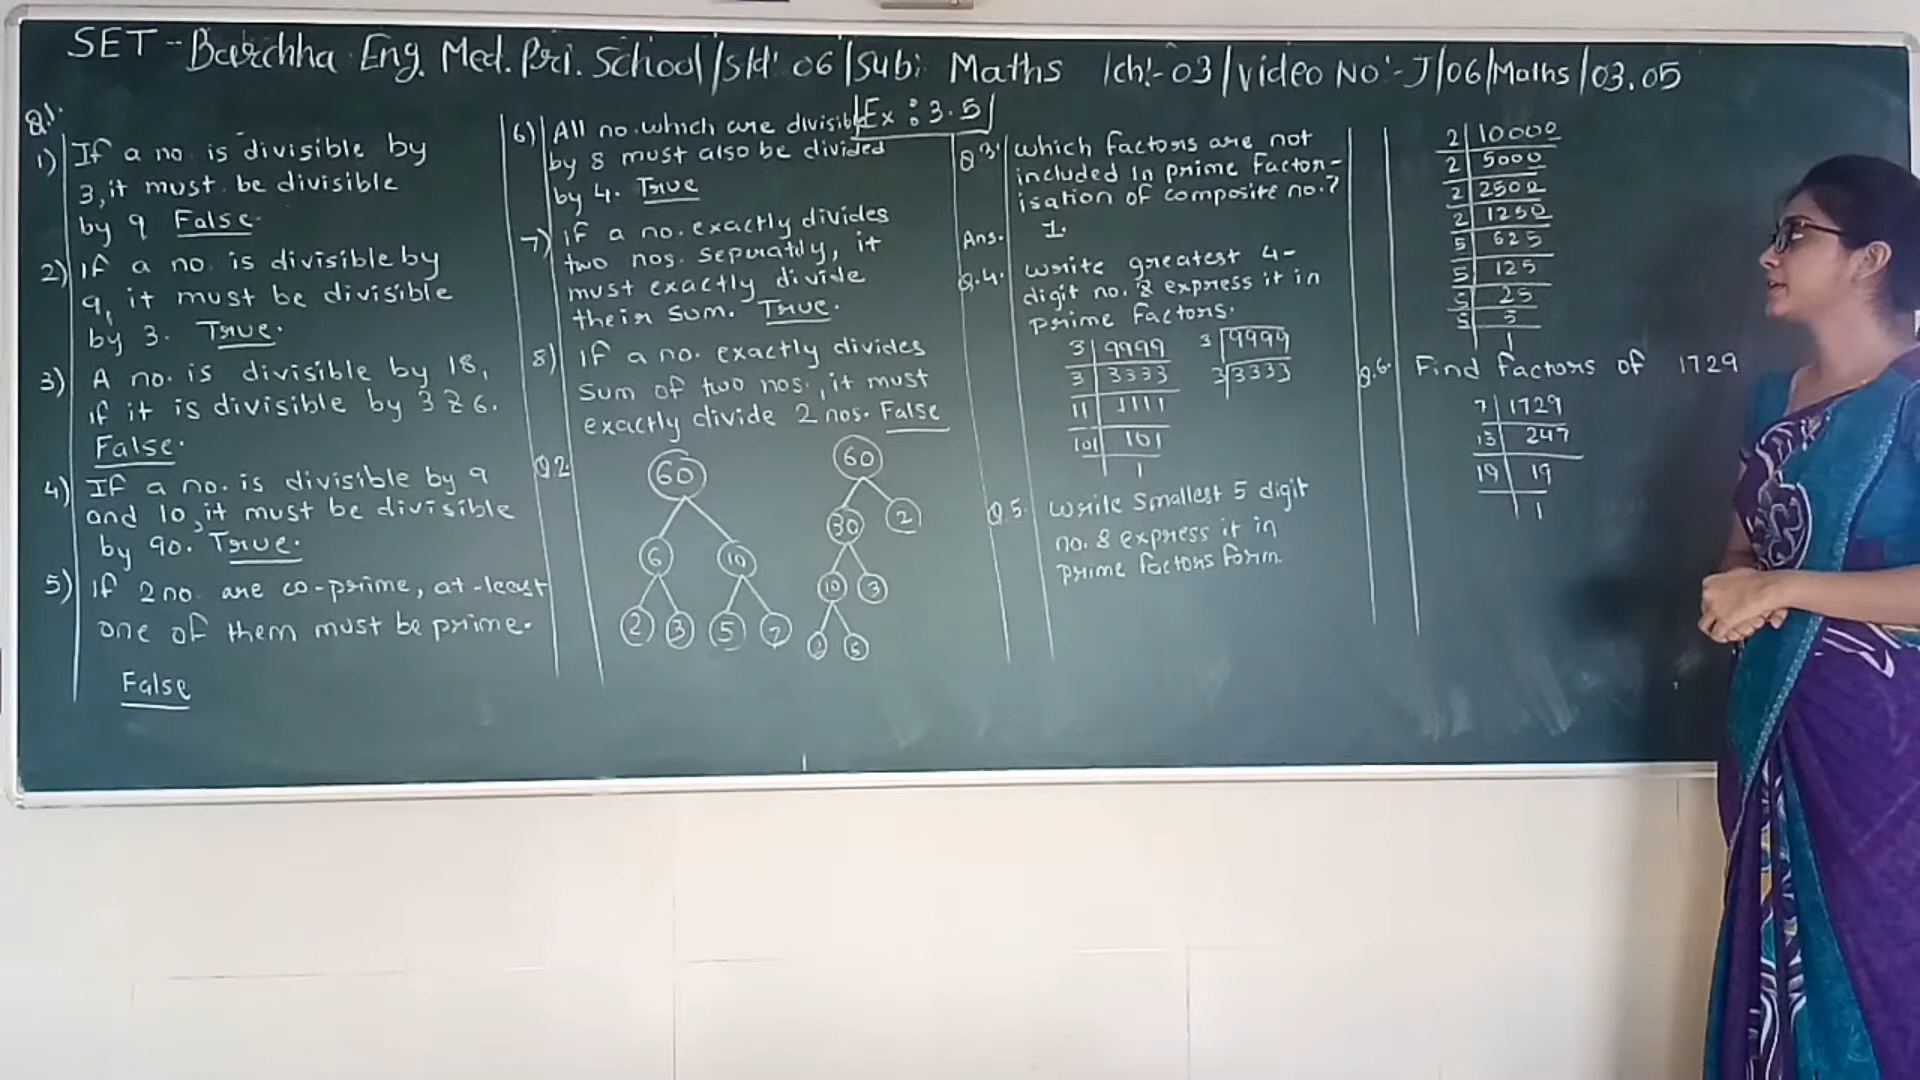 SET - Barchha Eng. Med. Pri. School/Std: 06/Sub: Maths /Ch:-03/Video No:-J/06/Maths/03.05
Ex: 3.5
Q.1.
1) If a no. is divisible by
3, it must be divisible
by 9 False.
2) If a no. is divisible by
9, it must be divisible
by 3. True.
3) A no. is divisible by 18,
if it is divisible by 3 & 6.
False.
4) If a no. is divisible by 9
and 10, it must be divisible
by 90. True.
5) If 2 no. are co-prime, at-least
one of them must be prime.
False
6) All no. which are divisible
by 8 must also be divided
by 4. True
7) if a no. exactly divides
two nos. sepuratly, it
must exactly divide
their sum. True.
8) if a no. exactly divides
sum of two nos., it must
exactly divide 2 nos. False
Q.2.
60
6 10
2 3 5 2
60
30 2
10 3
2 5
Q.3. which factors are not
included in prime factor-
isation of composite no.?
Ans. 1.
Q.4. write greatest 4-
digit no. & express it in
prime factors.
3 9999
3 3333
11 1111
101 101
1
3 9999
3 3333
Q.5. write smallest 5 digit
no. & express it in
prime factors form.
2 10000
2 5000
2 2500
2 1250
5 625
5 125
5 25
5 5
1
Q.6. Find factors of 1729
7 1729
13 247
19 19
1